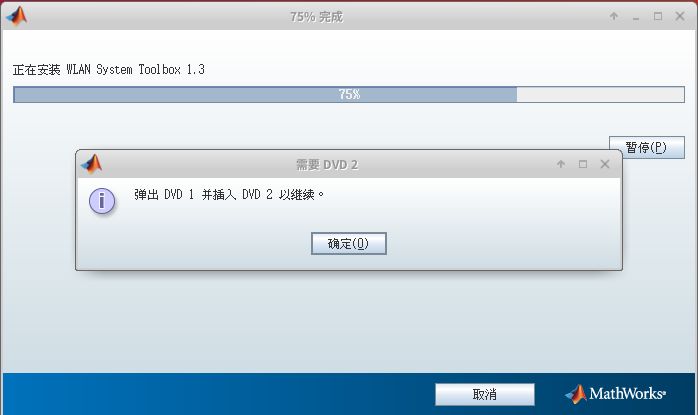 75% 完成
正在安装 WLAN System Toolbox 1.3
75%
暂停(P)
需要 DVD 2
弹出 DVD 1 并插入 DVD 2 以继续。
确定(O)
取消
MathWorks®